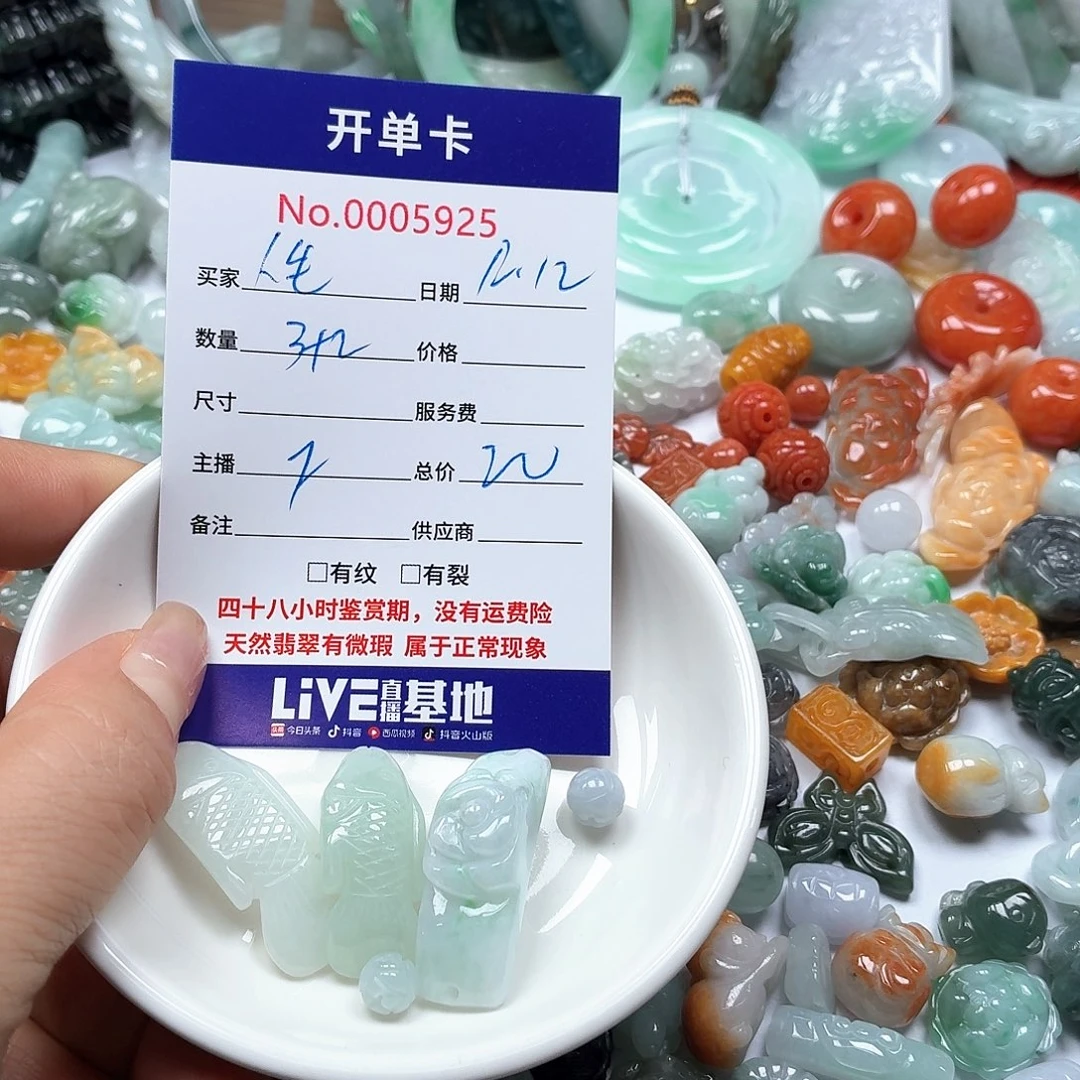 开单卡
No.0005925
买家 人生 日期 12.12
数量 3+2 价格
尺寸 服务费
主播 总价 20
备注 供应商
□有纹 □有裂
四十八小时鉴赏期，没有运费险
天然翡翠有微瑕 属于正常现象
LiVE直播基地
头条 今日头条 抖音 西瓜视频 抖音火山版